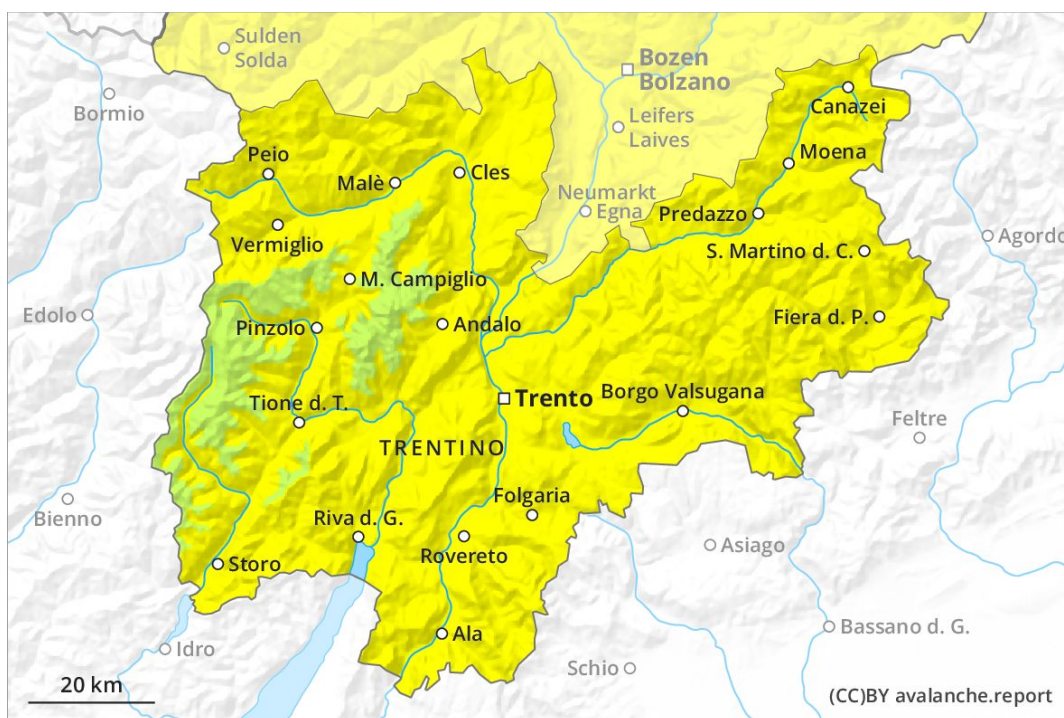 Sulden
Solda
Bozen
Bolzano
Bormio
Canazei
Leifers
Laives
Peio
Malè
Cles
Moena
Neumarkt
Egna
Predazzo
Vermiglio
S. Martino d. C.
Agordo
M. Campiglio
Edolo
Pinzolo
Andalo
Fiera d. P.
Trento
Borgo Valsugana
Tione d. T.
Feltre
TRENTINO
Folgaria
Bienno
Riva d. G.
Rovereto
Asiago
Storo
Ala
Bassano d. G.
Idro
Schio
20 km
(CC)BY avalanche.report